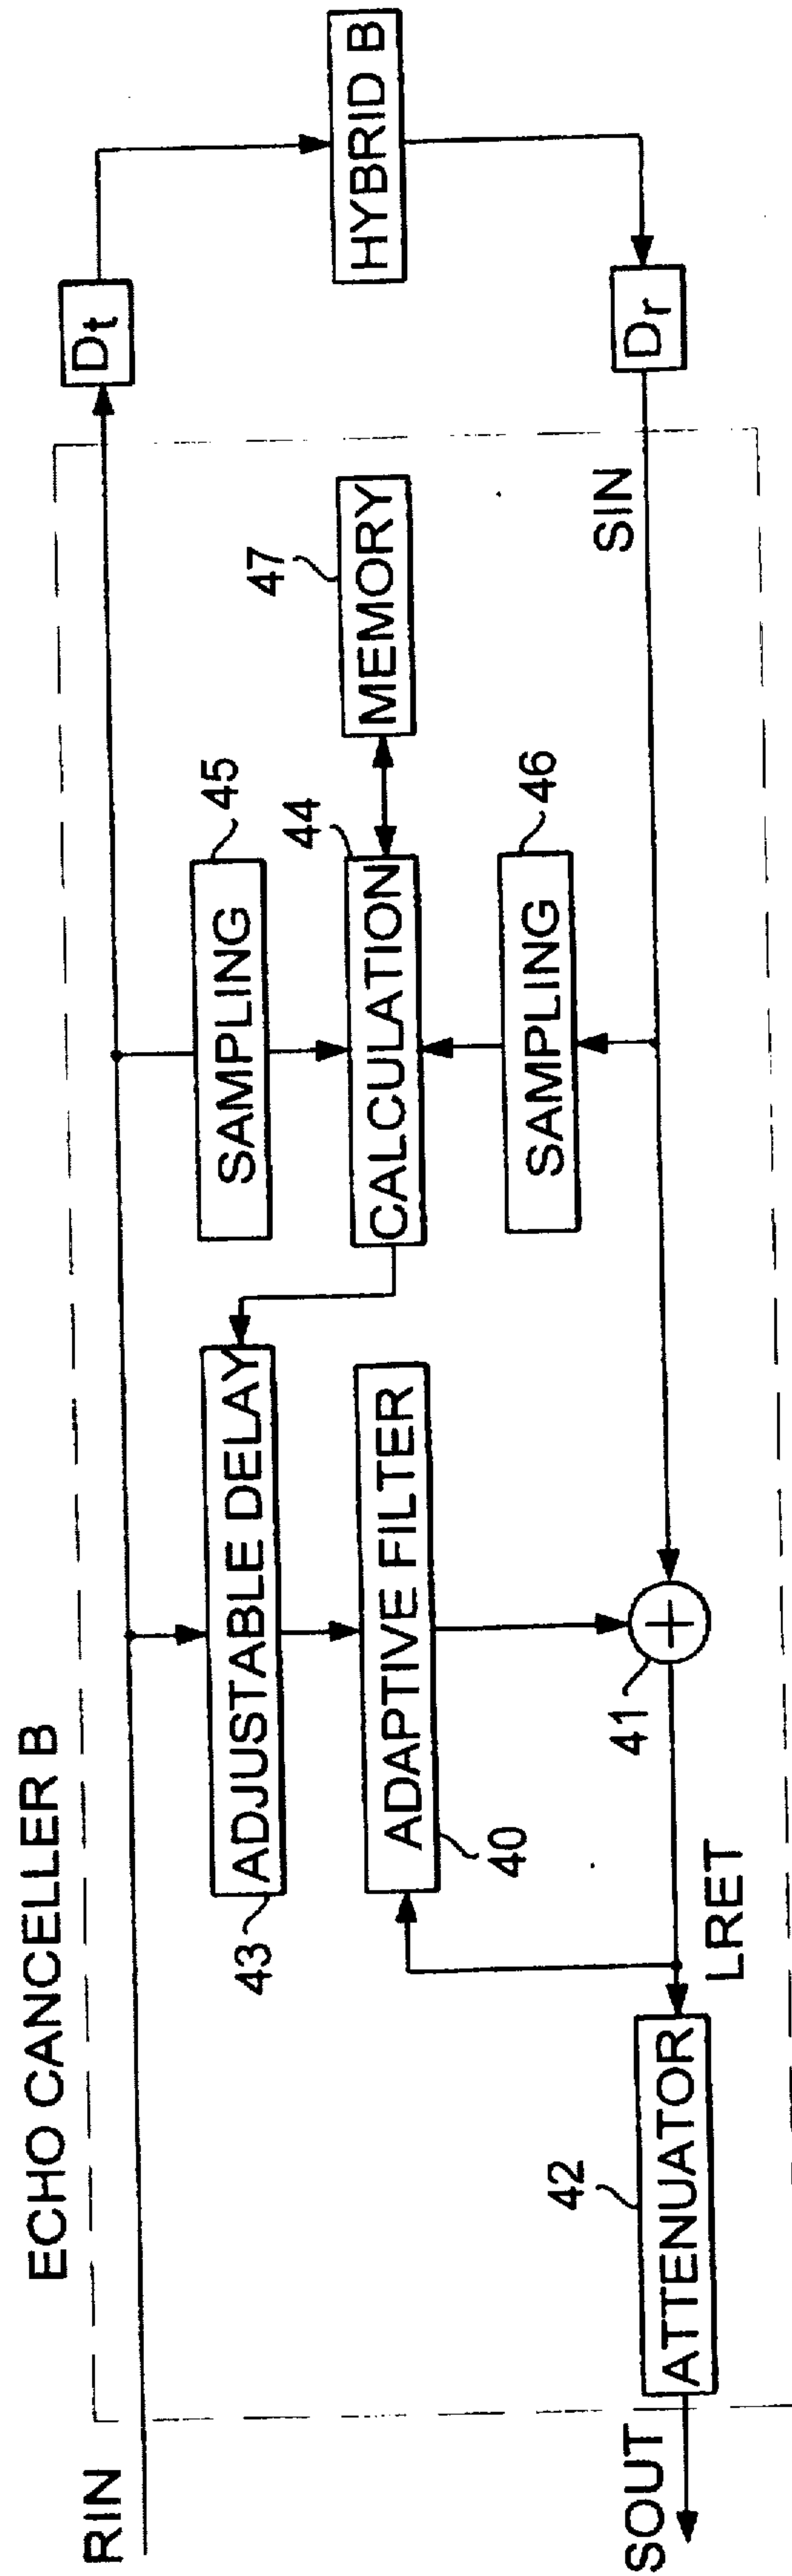 ECHO CANCELLER B
RIN
Dt
HYBRID B
Dr
SIN
45
SAMPLING
44
CALCULATION
47
MEMORY
46
SAMPLING
43
ADJUSTABLE DELAY
ADAPTIVE FILTER
40
41
LRET
42
ATTENUATOR
SOUT